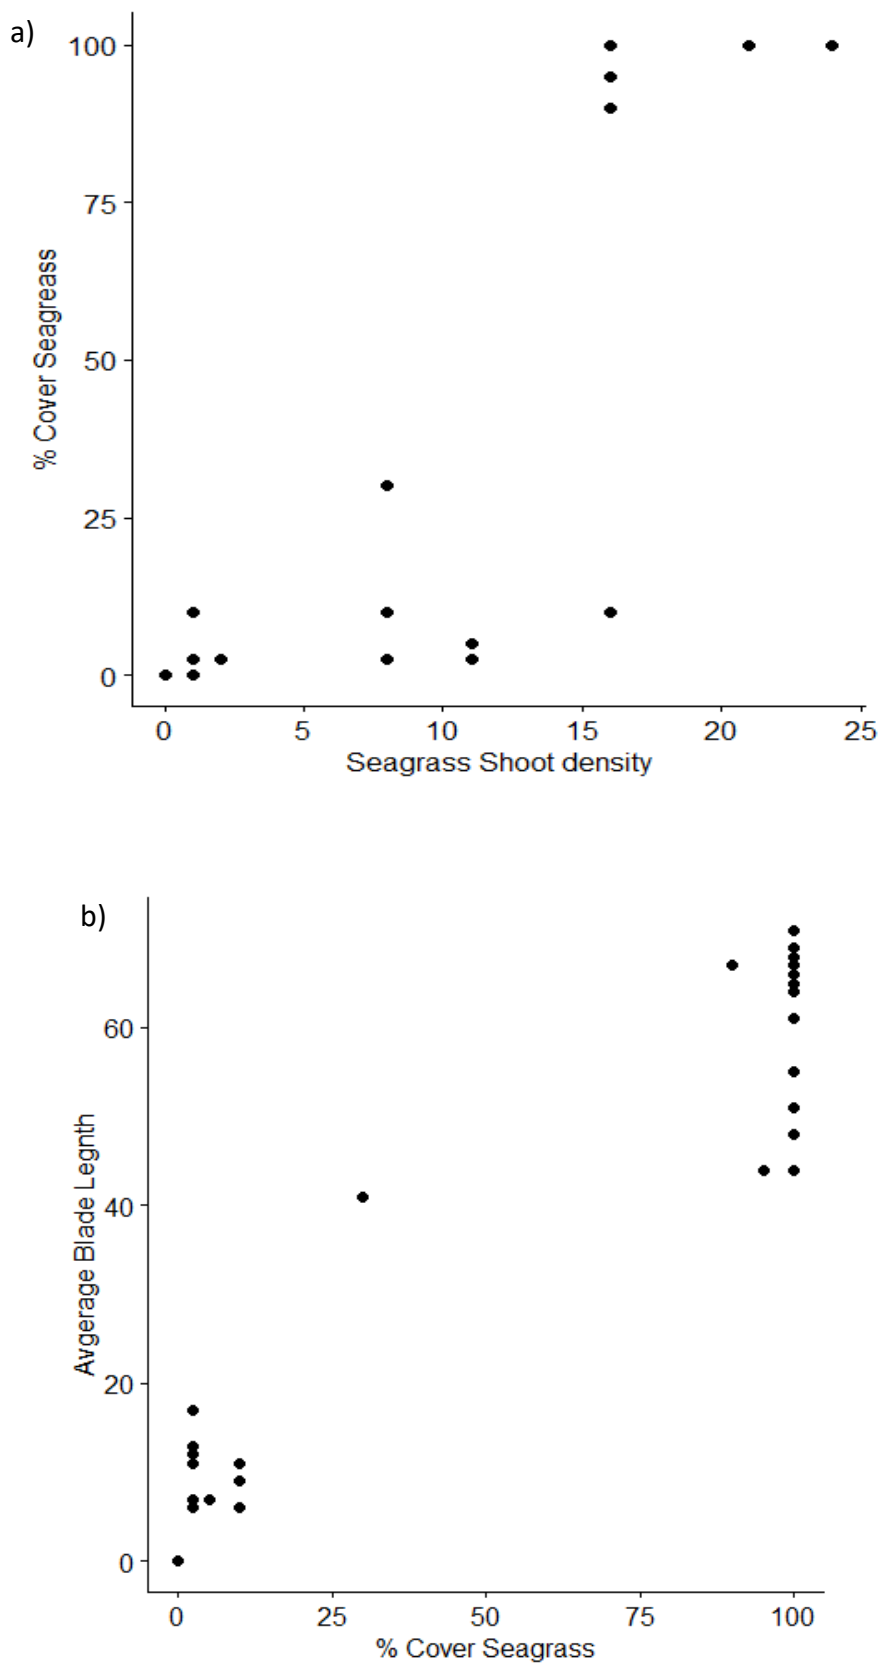 a)
100
75
50
25
0
% Cover Seagreass
0 5 10 15 20 25
Seagrass Shoot density
b)
60
40
20
0
Avgerage Blade Legnth
0 25 50 75 100
% Cover Seagrass